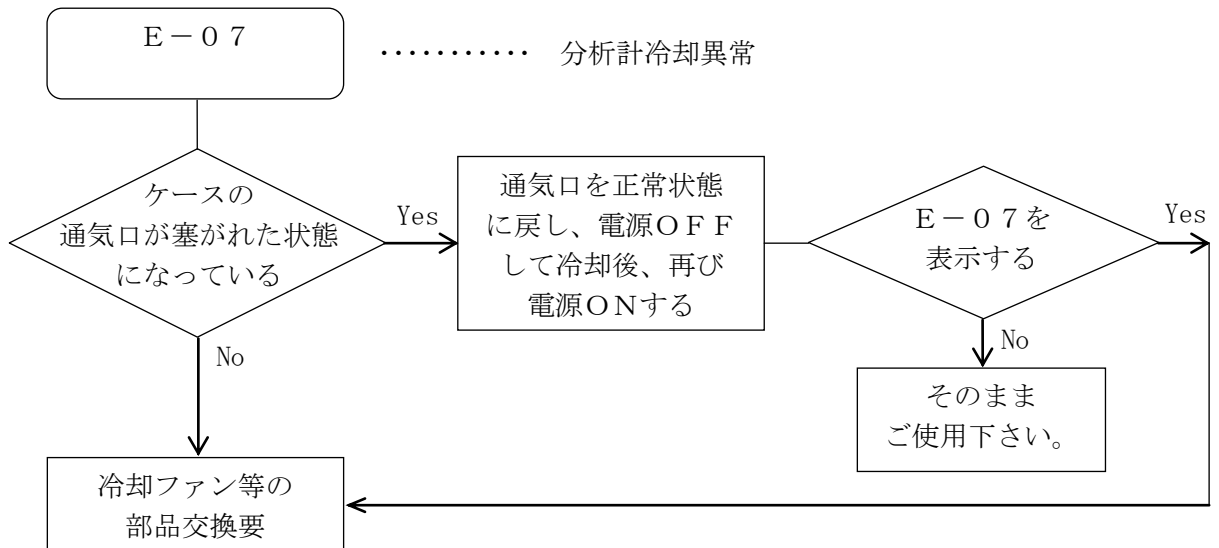 E－07
‥‥‥‥‥‥ 分析計冷却異常
ケースの
通気口が塞がれた状態
になっている
Yes
通気口を正常状態
に戻し、電源OFF
して冷却後、再び
電源ONする
E－07を
表示する
Yes
No
No
そのまま
ご使用下さい。
冷却ファン等の
部品交換要